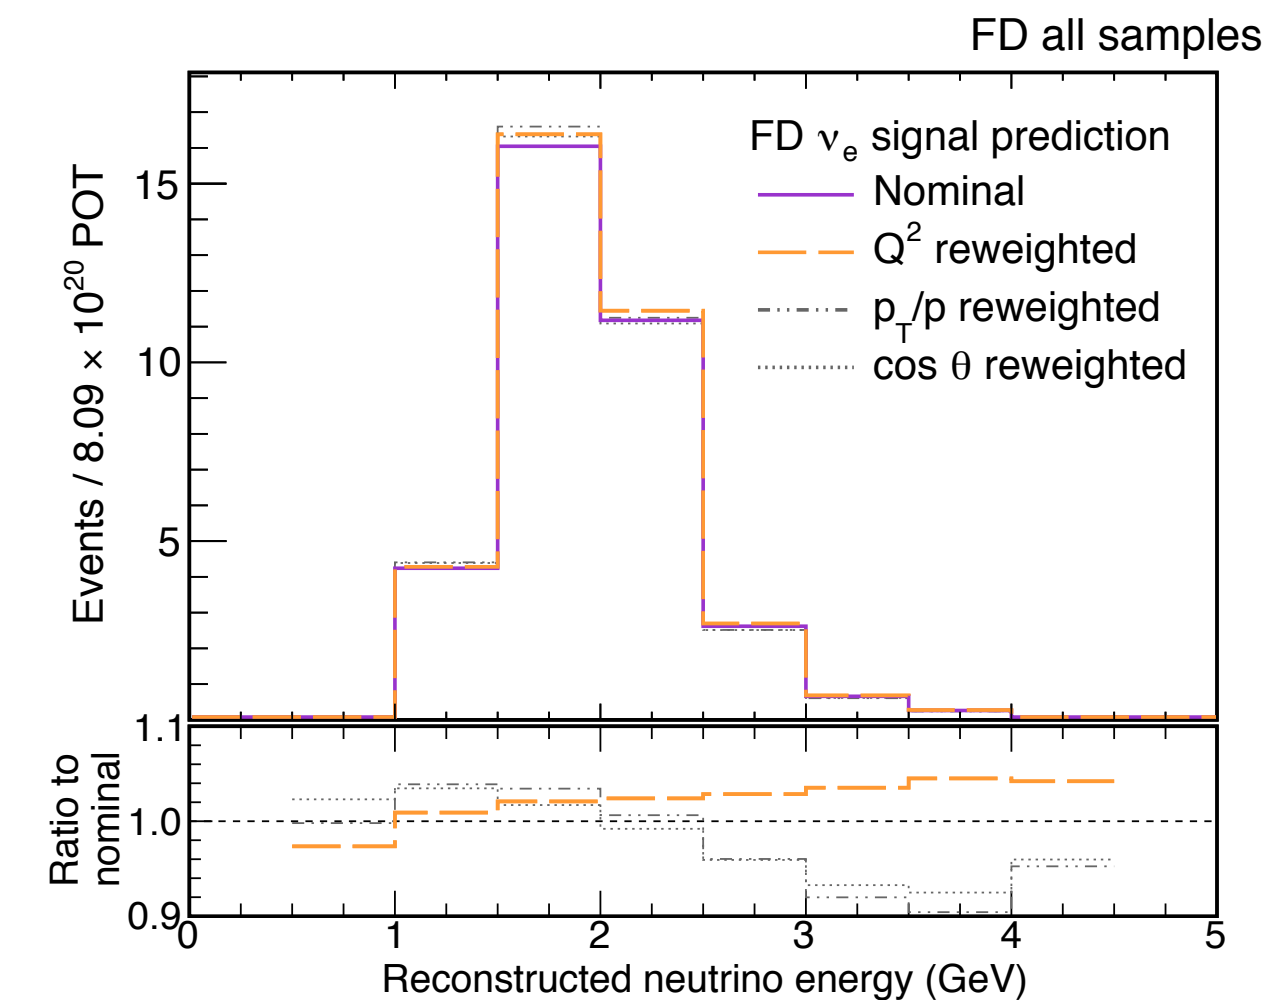 FD all samples
FD νe signal prediction
Nominal
Q² reweighted
pT/p reweighted
cos θ reweighted
Events / 8.09 × 10²⁰ POT
15
10
5
Ratio to
nominal
1.1
1.0
0.9
0 1 2 3 4 5
Reconstructed neutrino energy (GeV)